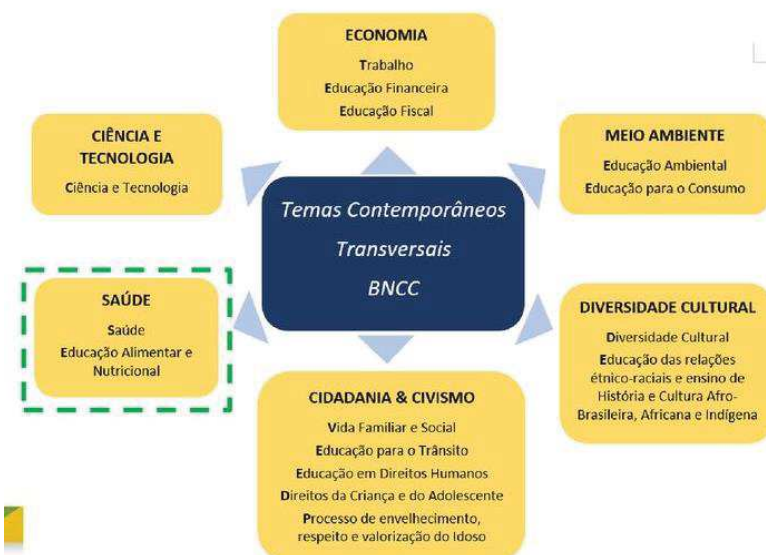 ECONOMIA
Trabalho
Educação Financeira
Educação Fiscal
CIÊNCIA E
TECNOLOGIA
Ciência e Tecnologia
MEIO AMBIENTE
Educação Ambiental
Educação para o Consumo
Temas Contemporâneos
Transversais
BNCC
SAÚDE
Saúde
Educação Alimentar e
Nutricional
DIVERSIDADE CULTURAL
Diversidade Cultural
Educação das relações
étnico-raciais e ensino de
História e Cultura Afro-
Brasileira, Africana e Indígena
CIDADANIA & CIVISMO
Vida Familiar e Social
Educação para o Trânsito
Educação em Direitos Humanos
Direitos da Criança e do Adolescente
Processo de envelhecimento,
respeito e valorização do Idoso